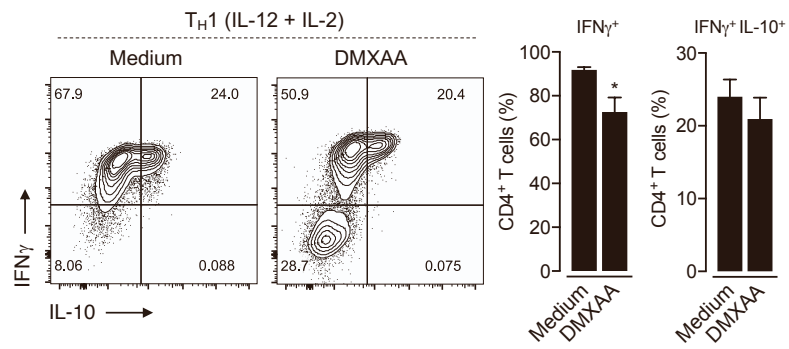 T_H1 (IL-12 + IL-2)
Medium
DMXAA
67.9
24.0
8.06
0.088
50.9
20.4
28.7
0.075
IFNγ
IL-10
IFNγ+
CD4+ T cells (%)
100
80
60
40
20
0
*
Medium
DMXAA
IFNγ+ IL-10+
CD4+ T cells (%)
30
20
10
0
Medium
DMXAA